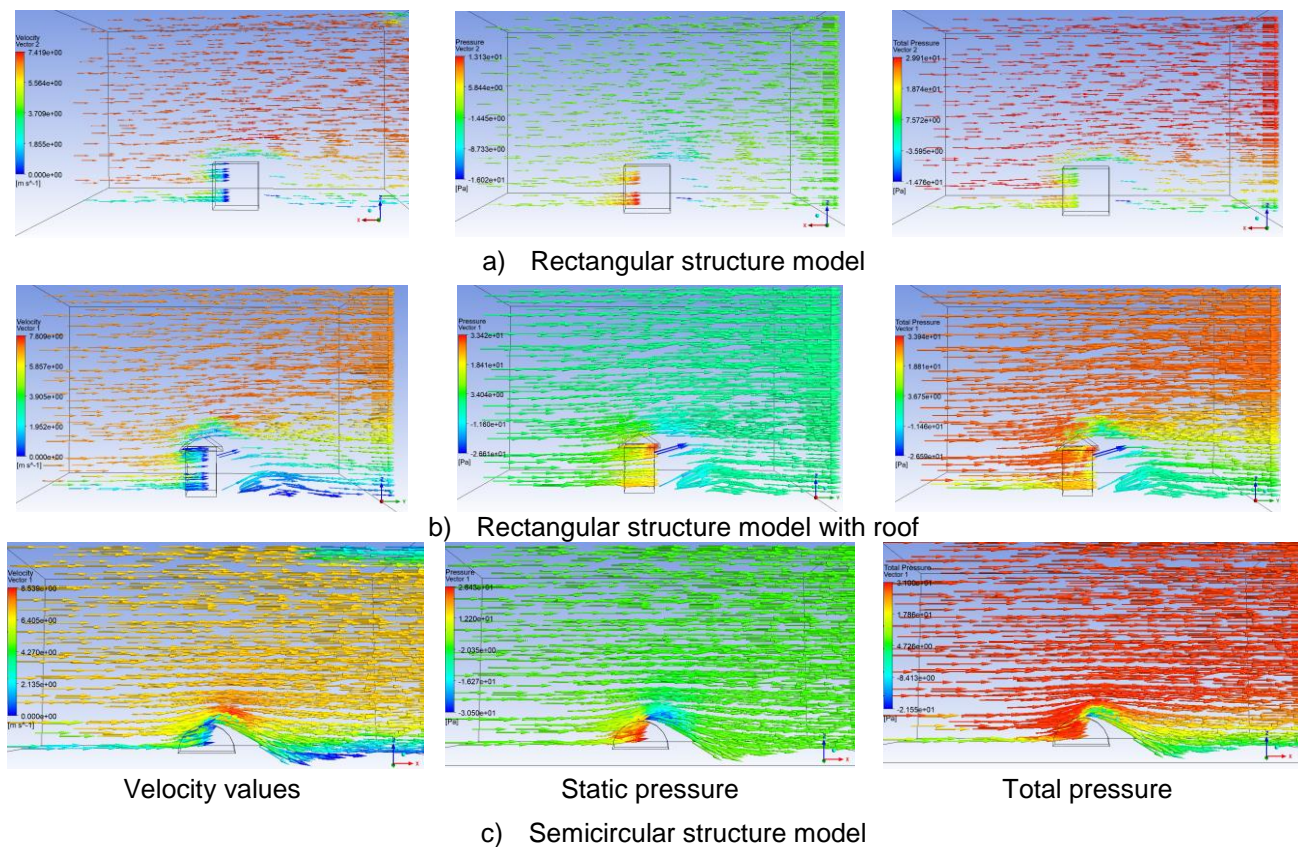 Velocity
Vector 2
7.419e+00
5.564e+00
3.709e+00
1.855e+00
0.000e+00
[m s^-1]
Z
X
Pressure
Vector 2
1.313e+01
5.844e+00
-1.445e+00
-8.733e+00
-1.602e+01
[Pa]
Z
X
Total Pressure
Vector 2
2.991e+01
1.874e+01
7.572e+00
-3.595e+00
-1.476e+01
[Pa]
Z
X
a) Rectangular structure model
Velocity
Vector 1
7.809e+00
5.857e+00
3.905e+00
1.952e+00
0.000e+00
[m s^-1]
Z
Y
Pressure
Vector 1
3.342e+01
1.841e+01
3.404e+00
-1.160e+01
-2.661e+01
[Pa]
Z
Y
Total Pressure
Vector 1
3.394e+01
1.881e+01
3.675e+00
-1.146e+01
-2.659e+01
[Pa]
Z
Y
b) Rectangular structure model with roof
Velocity
Vector 1
8.539e+00
6.405e+00
4.270e+00
2.135e+00
0.000e+00
[m s^-1]
Z
X
Pressure
Vector 1
2.643e+01
1.220e+01
-2.035e+00
-1.627e+01
-3.050e+01
[Pa]
Z
X
Total Pressure
Vector 1
3.100e+01
1.786e+01
4.726e+00
-8.413e+00
-2.155e+01
[Pa]
Z
X
Velocity values
Static pressure
Total pressure
c) Semicircular structure model